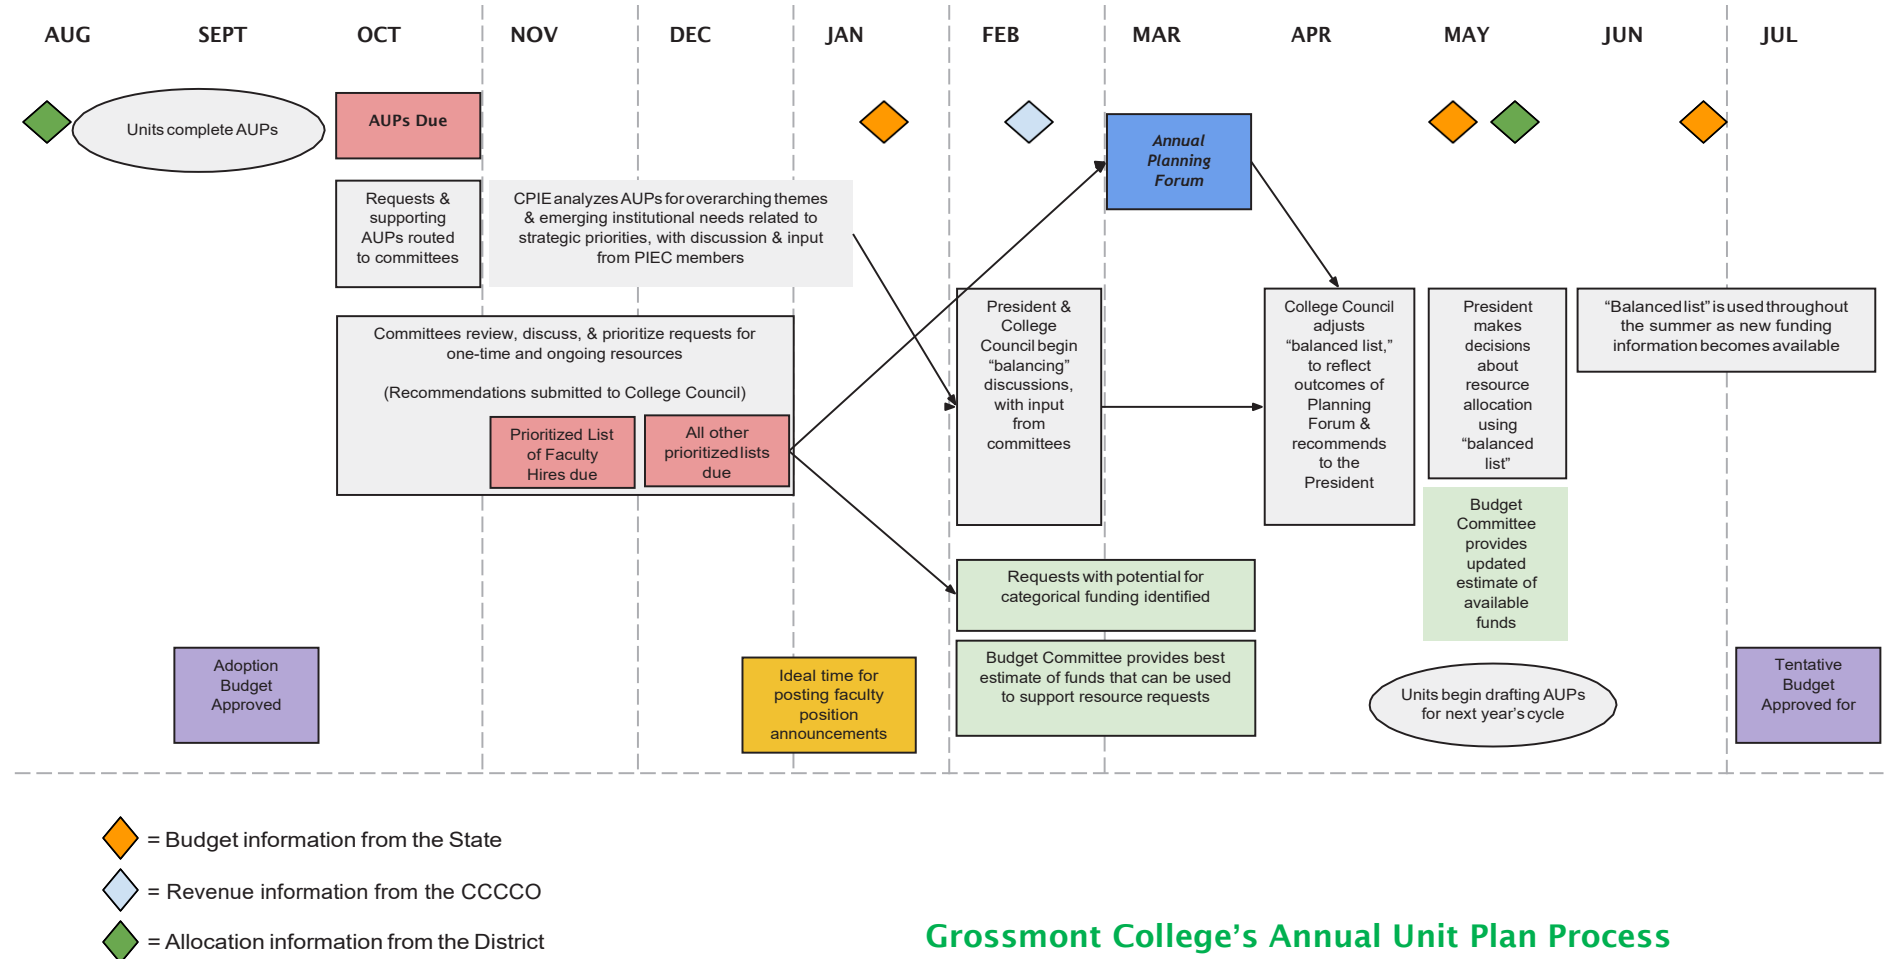 AUG SEPT OCT NOV DEC JAN FEB MAR APR MAY JUN JUL
Units complete AUPs
AUPs Due
Annual
Planning
Forum
Requests &
supporting
AUPs routed
to committees
CPIE analyzes AUPs for overarching themes
& emerging institutional needs related to
strategic priorities, with discussion & input
from PIEC members
Committees review, discuss, & prioritize requests for
one-time and ongoing resources
(Recommendations submitted to College Council)
Prioritized List
of Faculty
Hires due
All other
prioritized lists
due
President &
College
Council begin
“balancing”
discussions,
with input
from
committees
College Council
adjusts
“balanced list,”
to reflect
outcomes of
Planning
Forum &
recommends
to the
President
President
makes
decisions
about
resource
allocation
using
“balanced
list”
“Balanced list” is used throughout
the summer as new funding
information becomes available
Budget
Committee
provides
updated
estimate of
available
funds
Requests with potential for
categorical funding identified
Budget Committee provides best
estimate of funds that can be used
to support resource requests
Adoption
Budget
Approved
Ideal time for
posting faculty
position
announcements
Units begin drafting AUPs
for next year’s cycle
Tentative
Budget
Approved for
= Budget information from the State
= Revenue information from the CCCCO
= Allocation information from the District
Grossmont College’s Annual Unit Plan Process